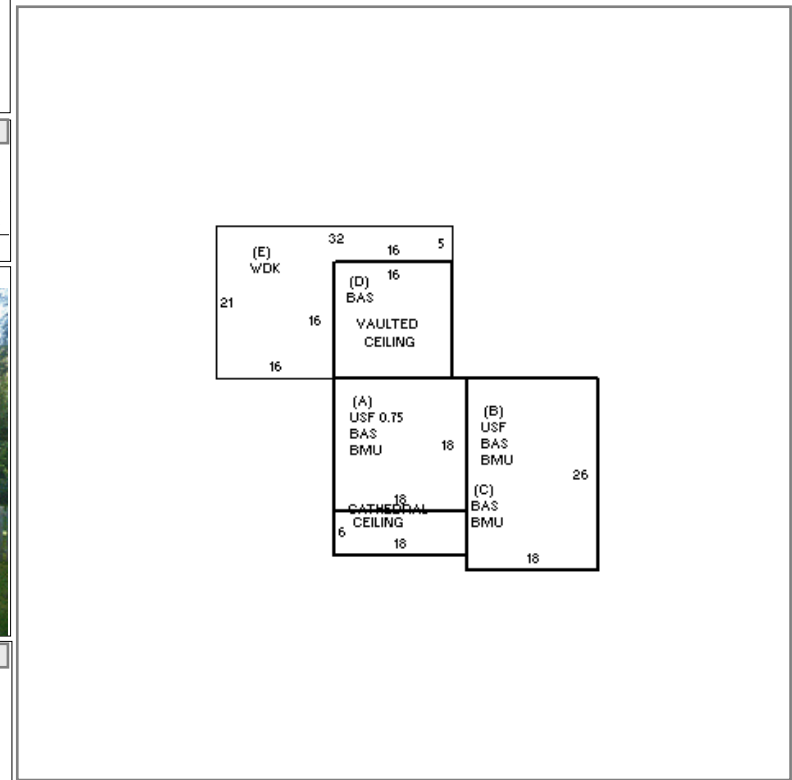 32
16
5
(E)
WDK
16
(D)
BAS
21
16
VAULTED
CEILING
16
(A)
USF 0.75
BAS
BMU
18
(B)
USF
BAS
BMU
26
(C)
BAS
BMU
18
CATHEDRAL
CEILING
6
18
18